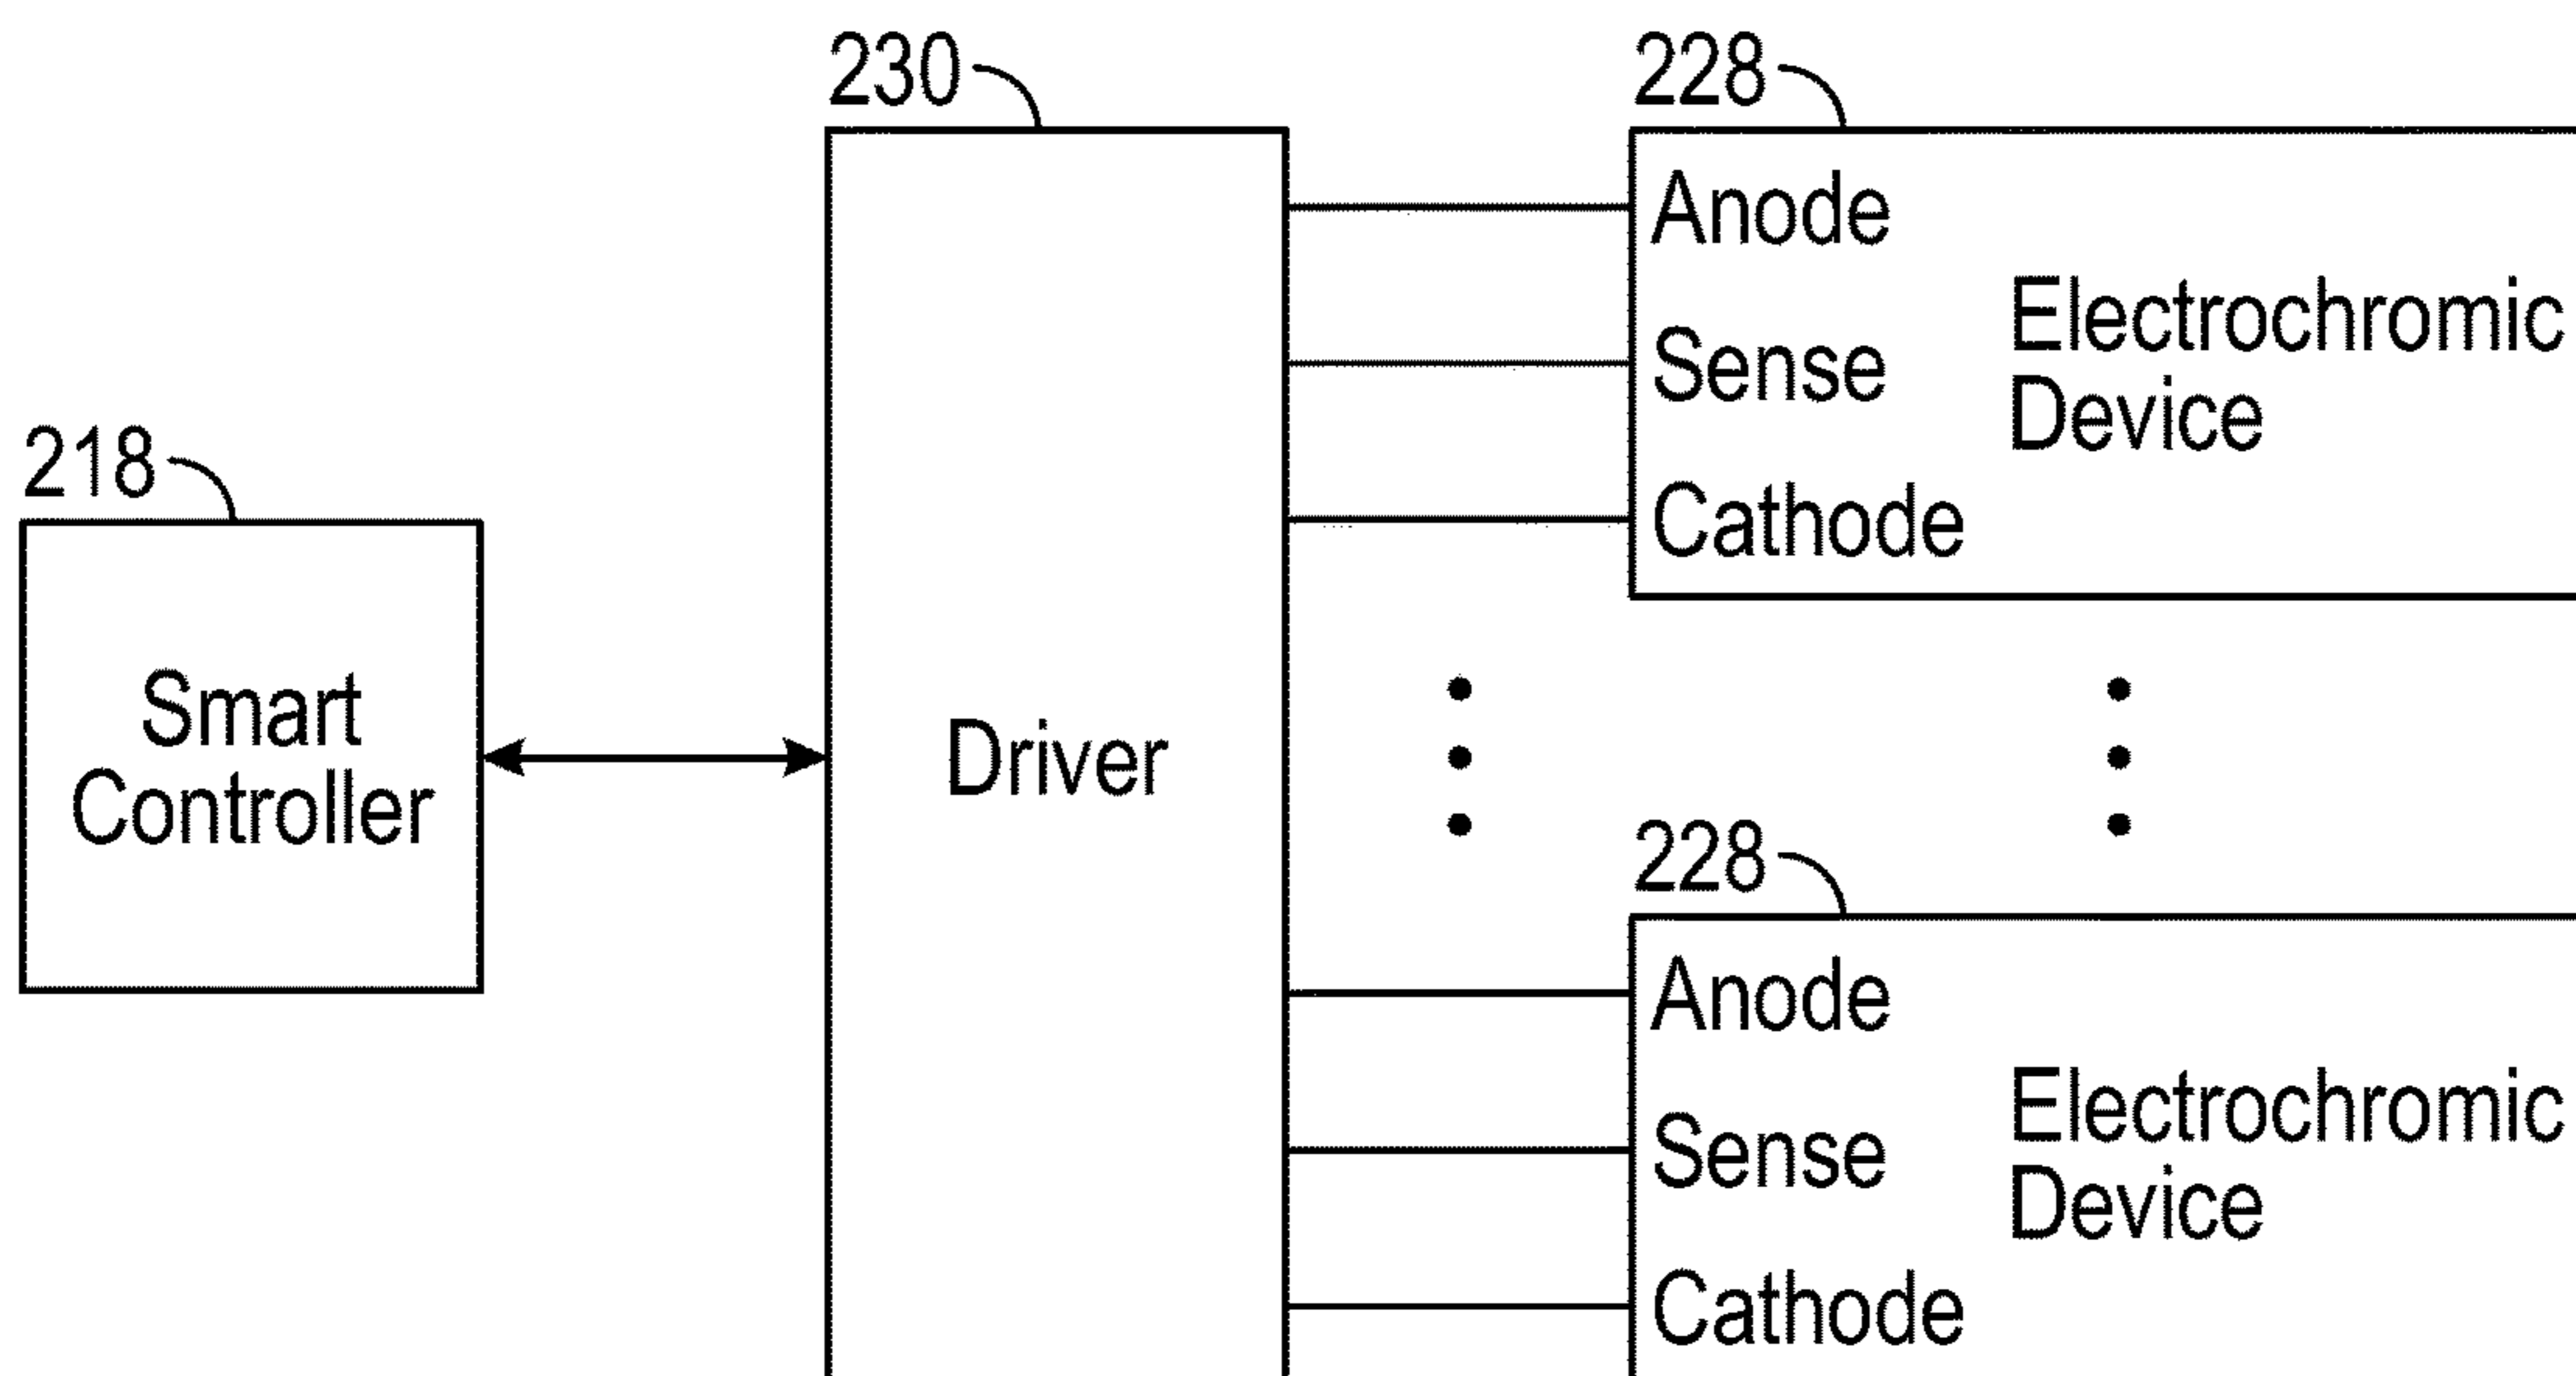 230
228
Anode
Sense
Cathode
Electrochromic
Device
218
Smart
Controller
Driver
228
Anode
Sense
Cathode
Electrochromic
Device